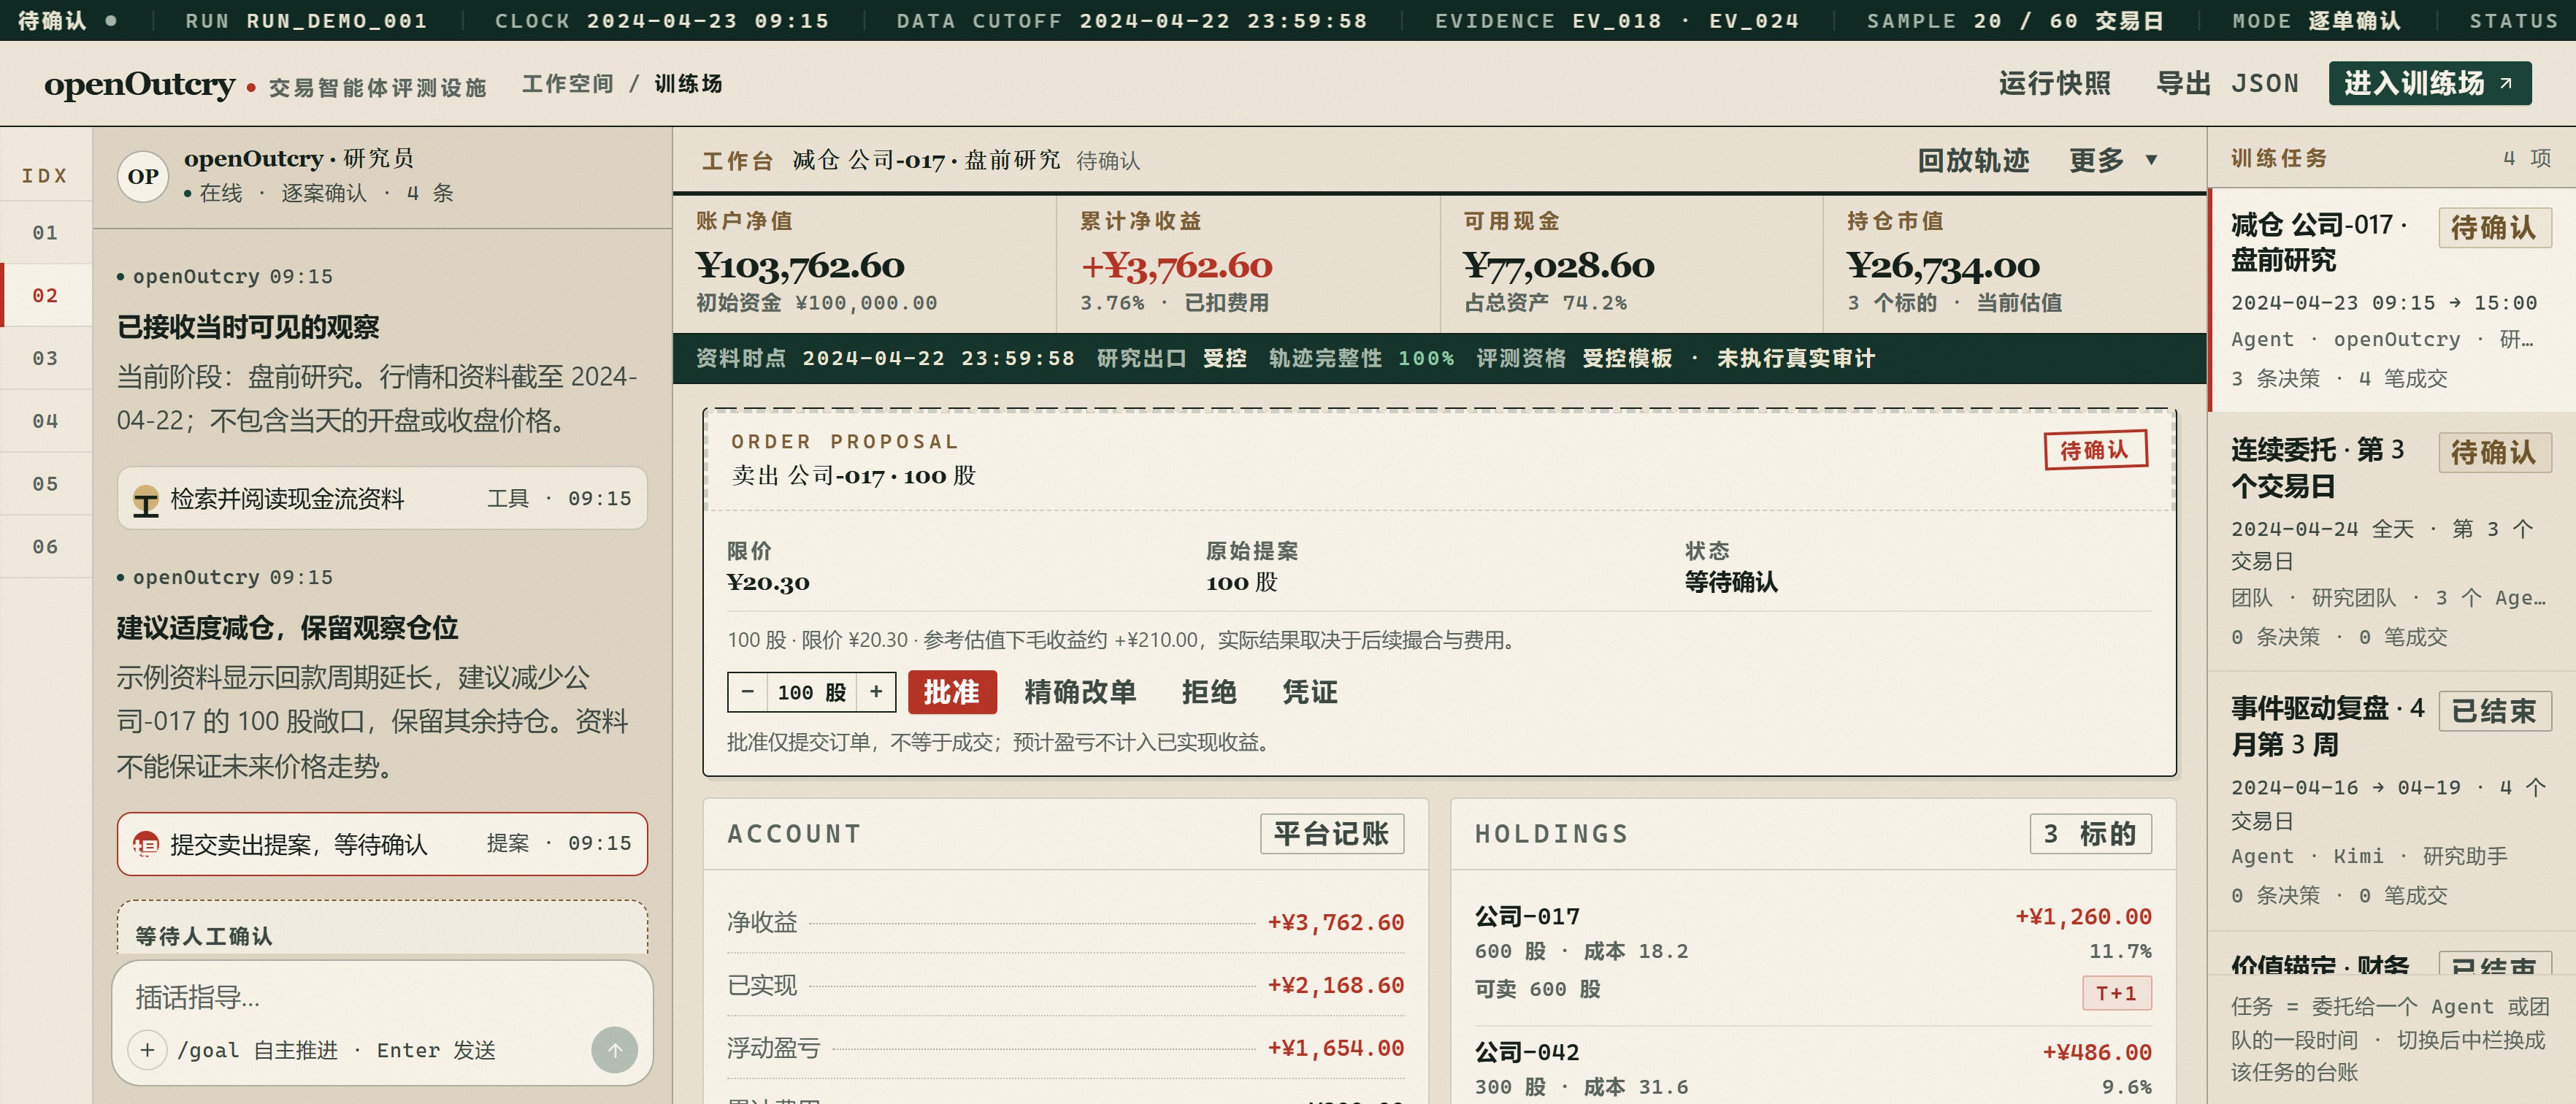 待确认 ● RUN RUN_DEMO_001 CLOCK 2024-04-23 09:15 DATA CUTOFF 2024-04-22 23:59:58 EVIDENCE EV_018 · EV_024 SAMPLE 20 / 60 交易日 MODE 逐单确认 STATUS
openOutcry • 交易智能体评测设施 工作空间 / 训练场
运行快照 导出 JSON 进入训练场 ↗
IDX
01
02
03
04
05
06
OP
openOutcry · 研究员
• 在线 · 逐案确认 · 4 条
• openOutcry 09:15
已接收当时可见的观察
当前阶段：盘前研究。行情和资料截至 2024-
04-22；不包含当天的开盘或收盘价格。
工 检索并阅读现金流资料 工具 · 09:15
• openOutcry 09:15
建议适度减仓，保留观察仓位
示例资料显示回款周期延长，建议减少公
司-017 的 100 股敞口，保留其余持仓。资料
不能保证未来价格走势。
提 提交卖出提案，等待确认 提案 · 09:15
等待人工确认
插话指导...
+ /goal 自主推进 · Enter 发送
工作台 减仓 公司-017 · 盘前研究 待确认
回放轨迹 更多 ▼
账户净值
¥103,762.60
初始资金 ¥100,000.00
累计净收益
+¥3,762.60
3.76% · 已扣费用
可用现金
¥77,028.60
占总资产 74.2%
持仓市值
¥26,734.00
3 个标的 · 当前估值
资料时点 2024-04-22 23:59:58 研究出口 受控 轨迹完整性 100% 评测资格 受控模板 · 未执行真实审计
ORDER PROPOSAL
卖出 公司-017 · 100 股
待确认
限价
¥20.30
原始提案
100 股
状态
等待确认
100 股 · 限价 ¥20.30 · 参考估值下毛收益约 +¥210.00，实际结果取决于后续撮合与费用。
− 100 股 + 批准 精确改单 拒绝 凭证
批准仅提交订单，不等于成交；预计盈亏不计入已实现收益。
ACCOUNT 平台记账
净收益 +¥3,762.60
已实现 +¥2,168.60
浮动盈亏 +¥1,654.00
HOLDINGS 3 标的
公司-017 +¥1,260.00
600 股 · 成本 18.2 11.7%
可卖 600 股 T+1
公司-042 +¥486.00
300 股 · 成本 31.6 9.6%
训练任务 4 项
减仓 公司-017 ·
盘前研究
待确认
2024-04-23 09:15 → 15:00
Agent · openOutcry · 研…
3 条决策 · 4 笔成交
连续委托 · 第 3
个交易日
待确认
2024-04-24 全天 · 第 3 个
交易日
团队 · 研究团队 · 3 个 Age…
0 条决策 · 0 笔成交
事件驱动复盘 · 4
月第 3 周
已结束
2024-04-16 → 04-19 · 4 个
交易日
Agent · Kimi · 研究助手
0 条决策 · 0 笔成交
价值锚定 · 财务
已结束
任务 = 委托给一个 Agent 或团
队的一段时间 · 切换后中栏换成
该任务的台账